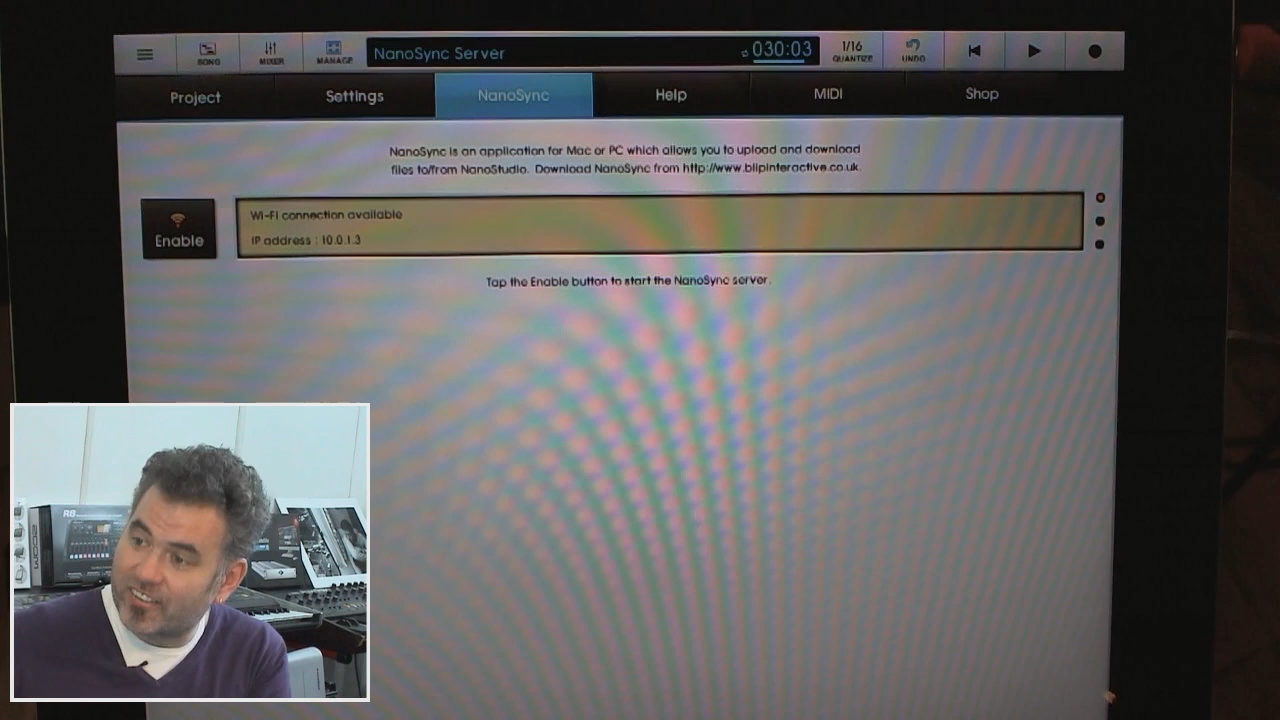 SONG
MIXER
MANAGE
NanoSync Server
030:03
1/16
QUANTIZE
UNDO
Project
Settings
NanoSync
Help
MIDI
Shop
NanoSync is an application for Mac or PC which allows you to upload and download
files to/from NanoStudio. Download NanoSync from http://www.blipinteractive.co.uk.
Enable
Wi-Fi connection available
IP address : 10.0.1.3
Tap the Enable button to start the NanoSync server.
R8
ZOOM